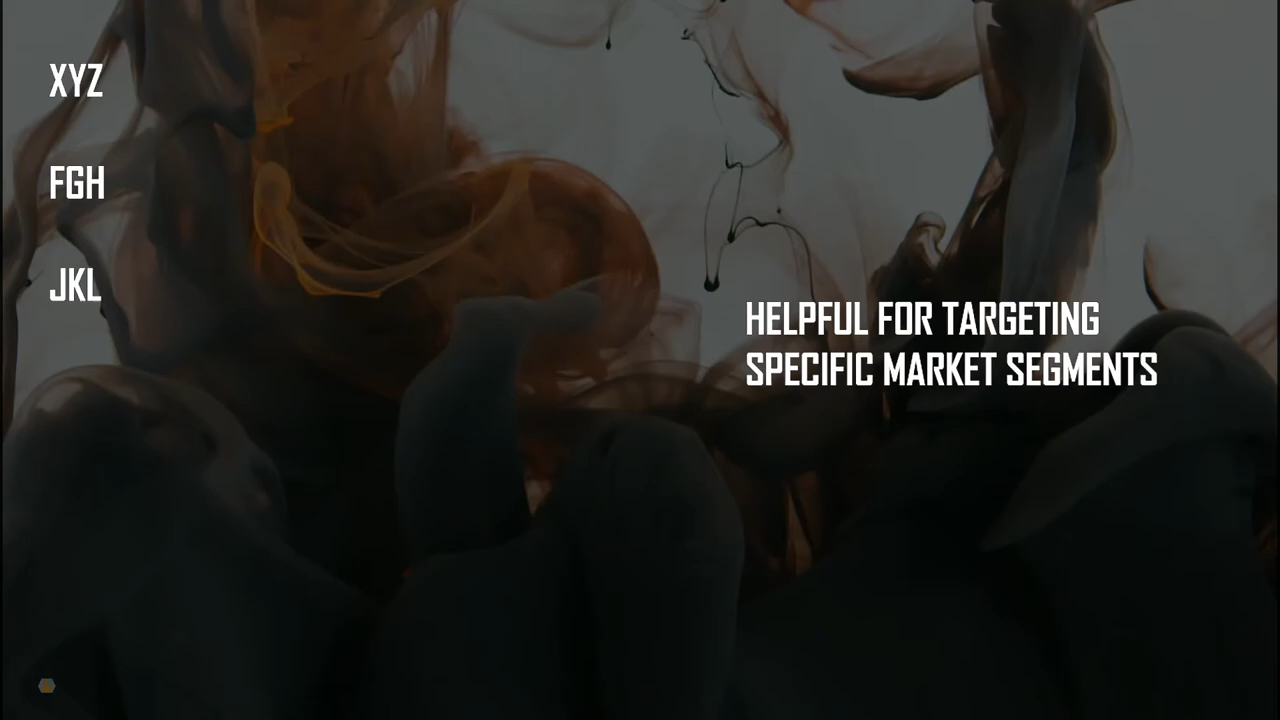 XYZ
FGH
JKL
HELPFUL FOR TARGETING
SPECIFIC MARKET SEGMENTS